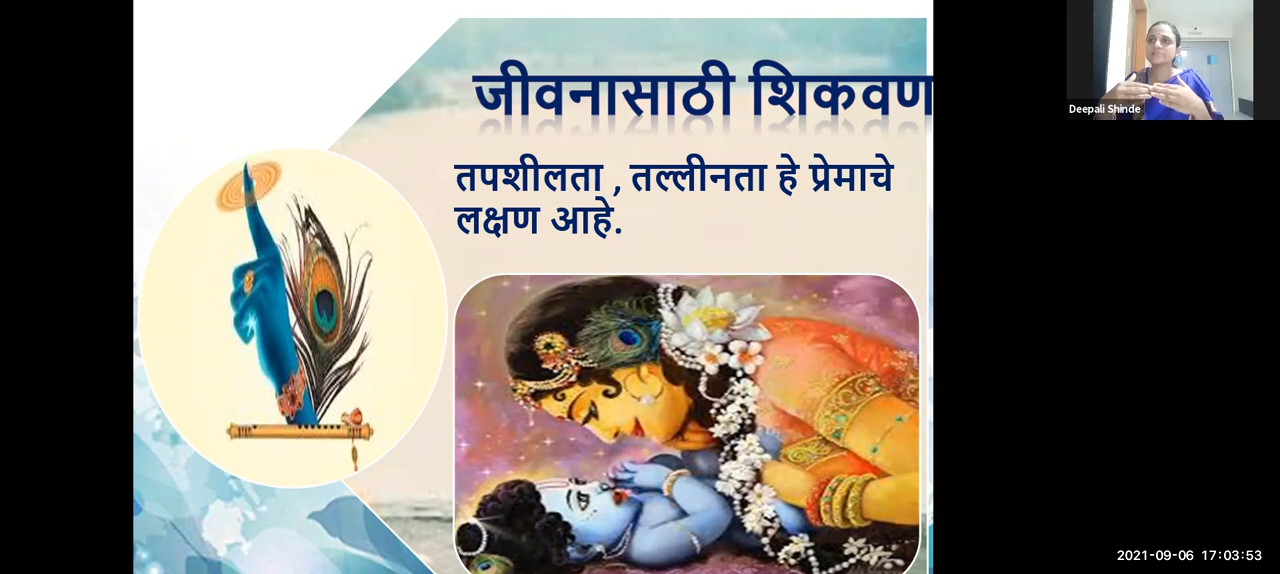 जीवनासाठी शिकवण
तपशीलता , तल्लीनता हे प्रेमाचे
लक्षण आहे.
Deepali Shinde
2021-09-06 17:03:53